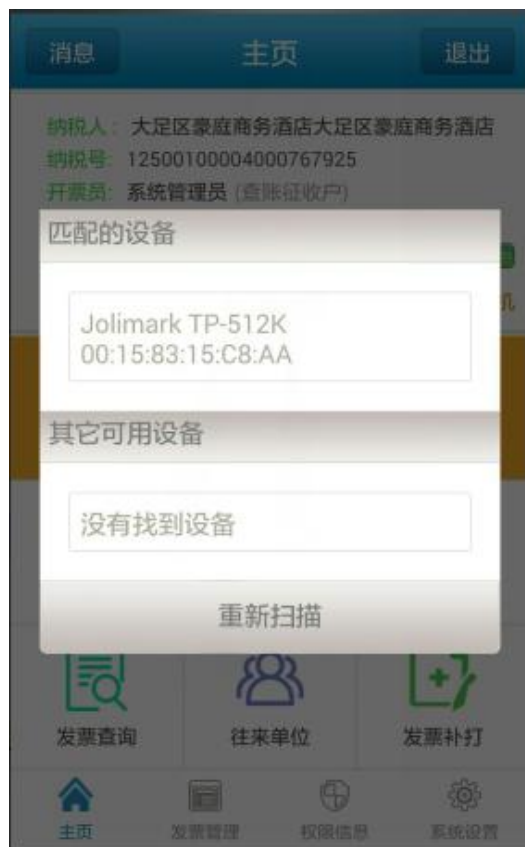 消息
主页
退出
纳税人: 大足区豪庭商务酒店大足区豪庭商务酒店
纳税号: 12500100004000767925
开票员: 系统管理员 (查账征收户)
匹配的设备
机
Jolimark TP-512K
00:15:83:15:C8:AA
其它可用设备
没有找到设备
重新扫描
发票查询
往来单位
发票补打
主页
发票管理
权限信息
系统设置